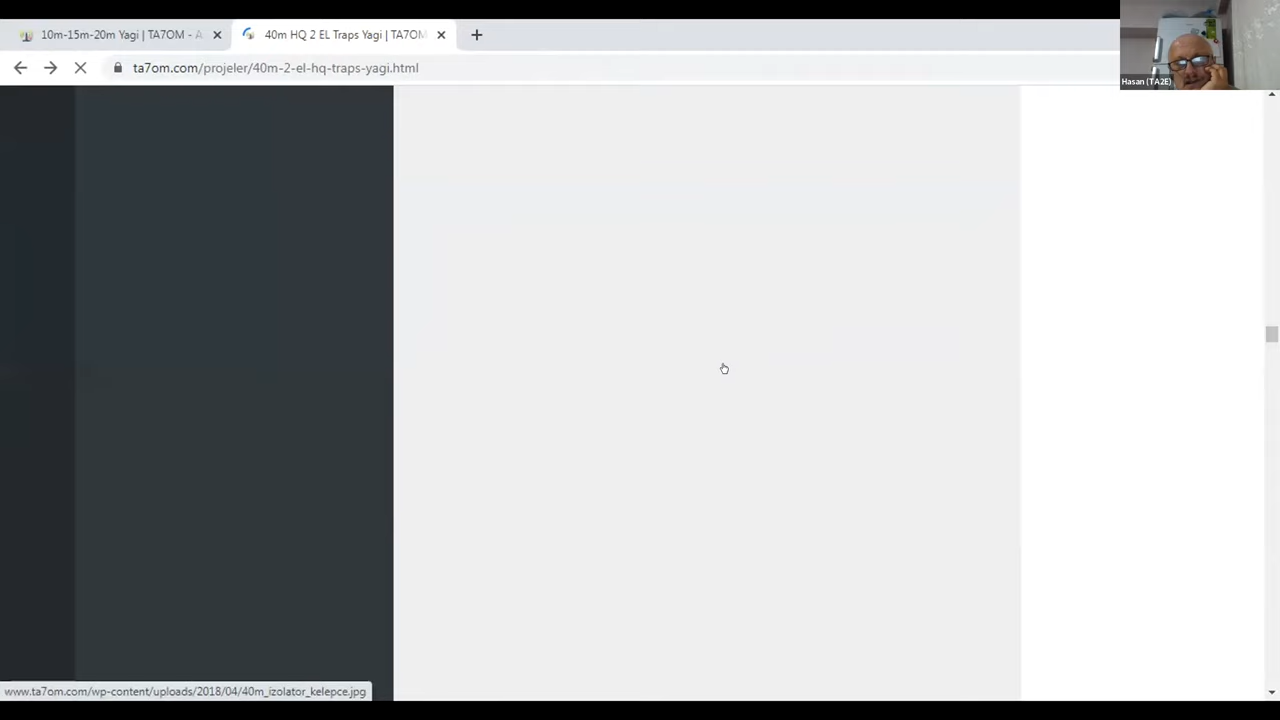 10m-15m-20m Yagi | TA7OM - A
40m HQ 2 EL Traps Yagi | TA7OM
ta7om.com/projeler/40m-2-el-hq-traps-yagi.html
Hasan (TA2E)
www.ta7om.com/wp-content/uploads/2018/04/40m_izolator_kelepce.jpg